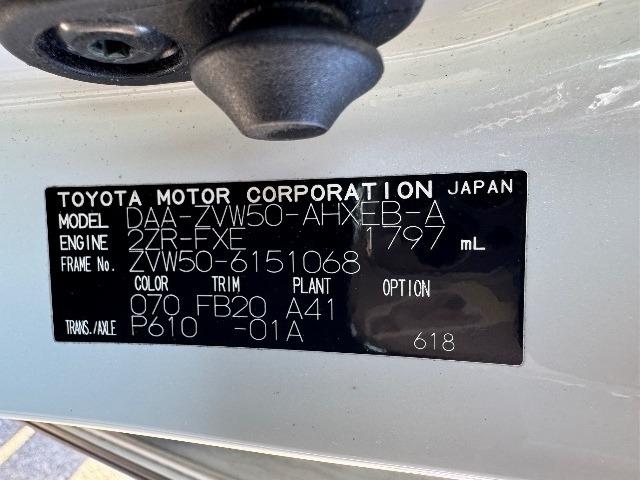 TOYOTA MOTOR CORPORATION JAPAN
MODEL DAA-ZVW50-AHXEB-A
ENGINE 2ZR-FXE 1797 mL
FRAME No. ZVW50-6151068
COLOR TRIM PLANT OPTION
070 FB20 A41
TRANS./AXLE P610 -01A 618